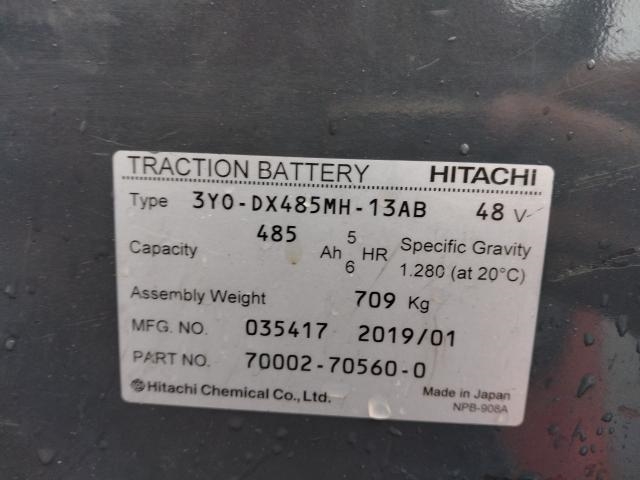 TRACTION BATTERY HITACHI
Type 3Y0-DX485MH-13AB 48 V
Capacity 485 Ah 5 6 HR Specific Gravity
1.280 (at 20°C)
Assembly Weight 709 Kg
MFG. NO. 035417 2019/01
PART NO. 70002-70560-0
Hitachi Chemical Co., Ltd. Made in Japan
NPB-908A